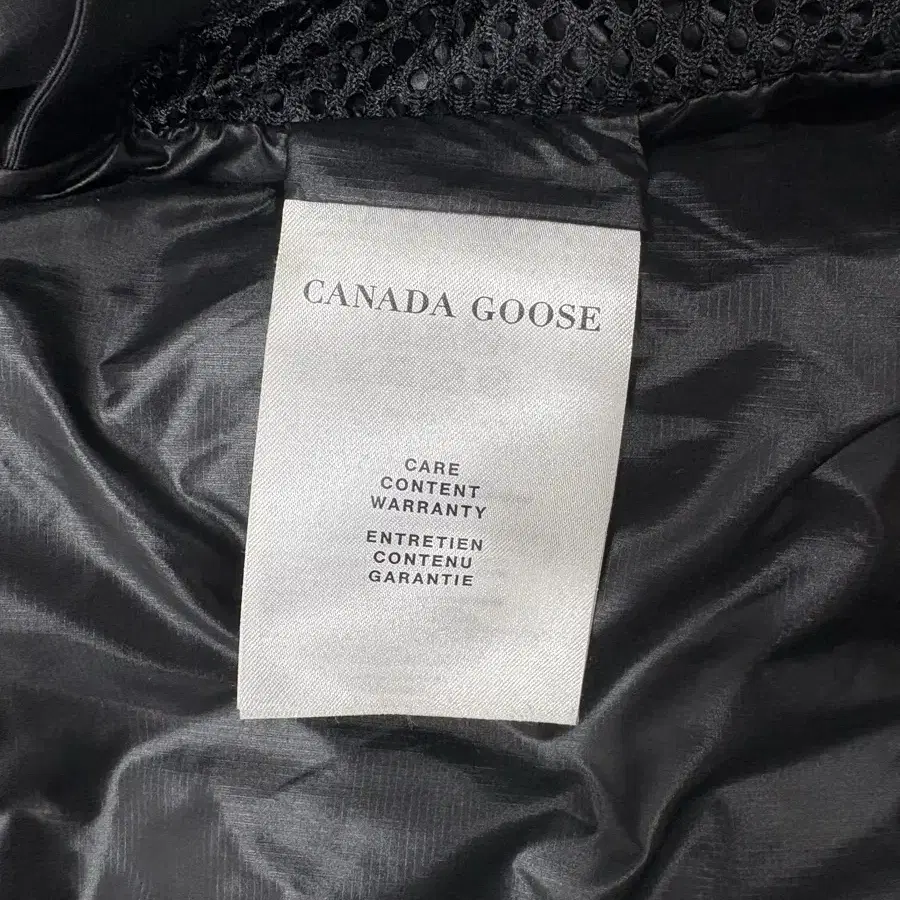 CANADA GOOSE
CARE
CONTENT
WARRANTY
ENTRETIEN
CONTENU
GARANTIE